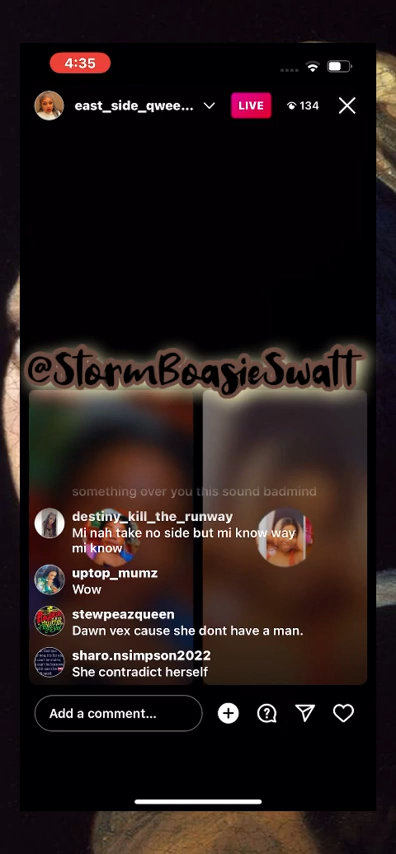 4:35
east_side_qwee...
LIVE
134
@StormBoasieSwatt
something over you this sound badmind
destiny_kill_the_runway
Mi nah take no side but mi know way
mi know
uptop_mumz
Wow
stewpeazqueen
Dawn vex cause she dont have a man.
sharo.nsimpson2022
She contradict herself
Add a comment...